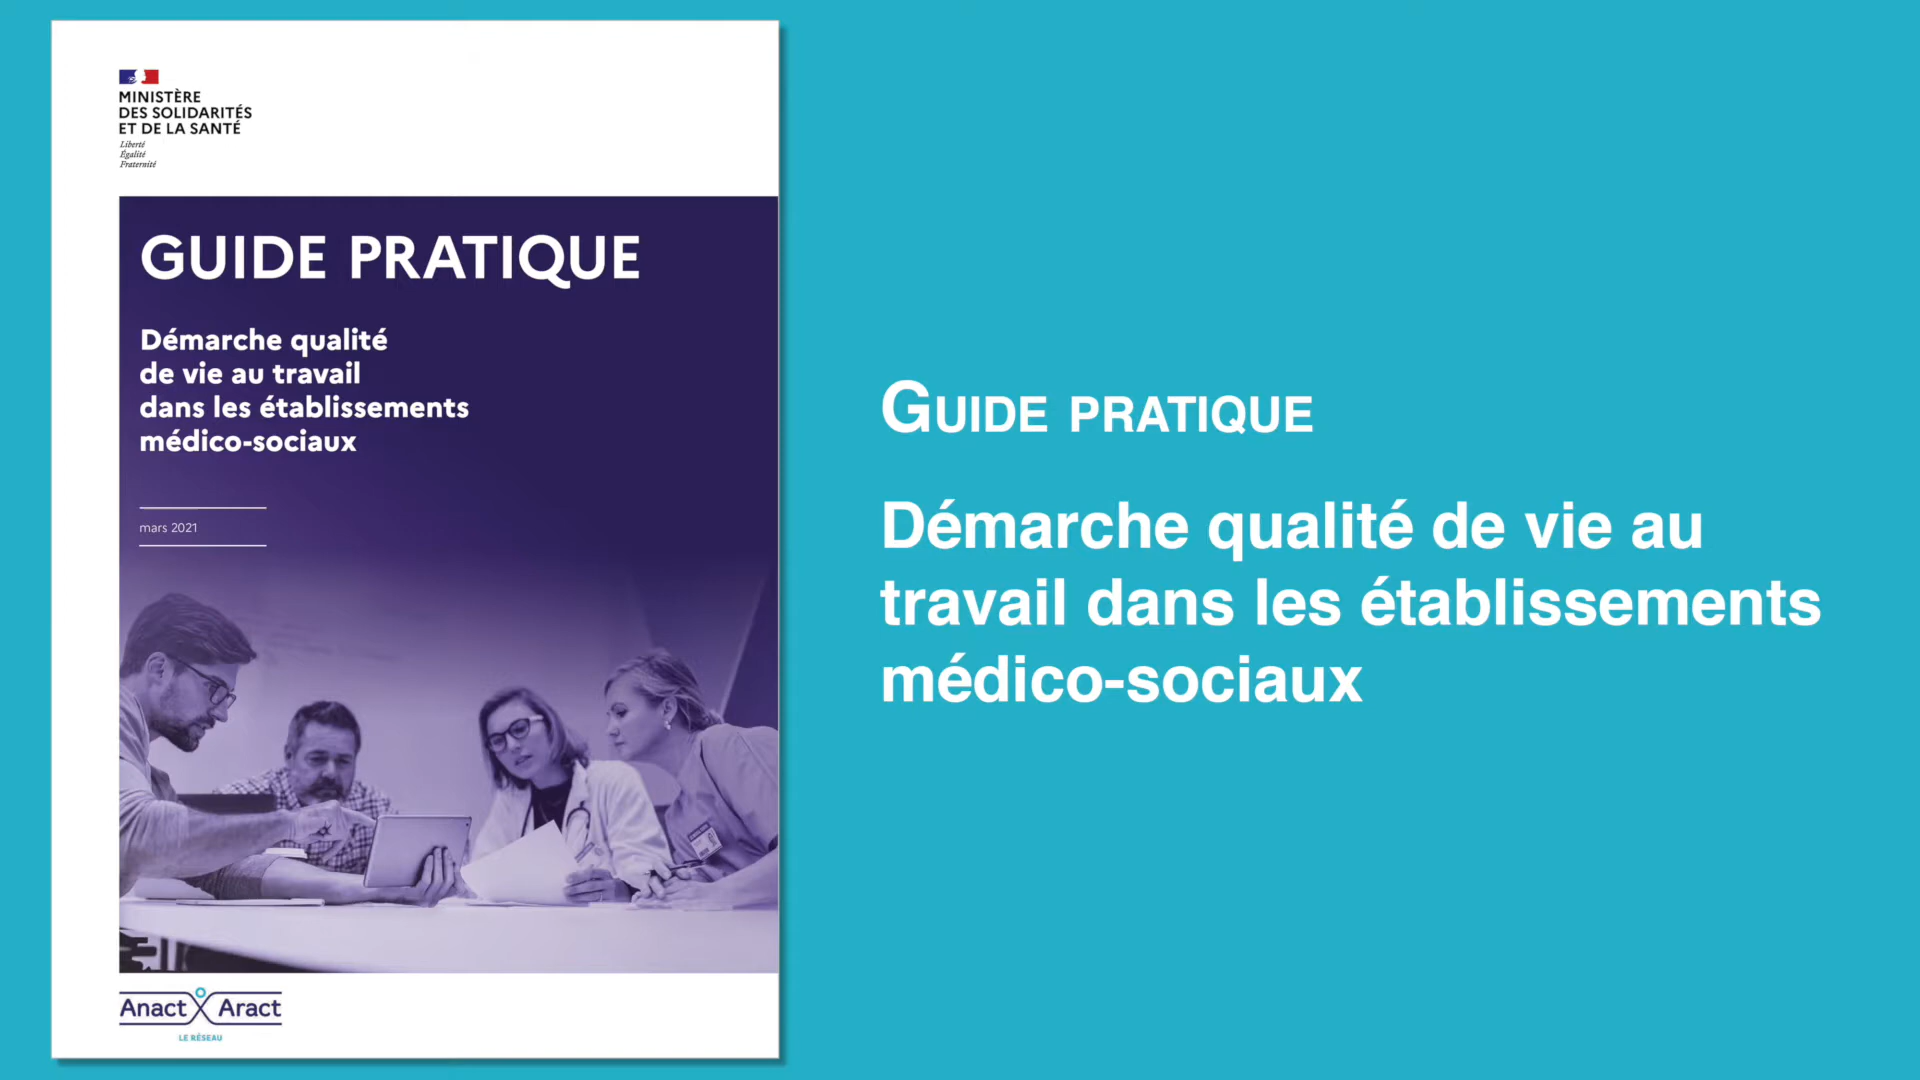 MINISTÈRE
DES SOLIDARITÉS
ET DE LA SANTÉ
Liberté
Égalité
Fraternité
GUIDE PRATIQUE
Démarche qualité
de vie au travail
dans les établissements
médico-sociaux
mars 2021
Anact Aract
LE RÉSEAU
GUIDE PRATIQUE
Démarche qualité de vie au
travail dans les établissements
médico-sociaux